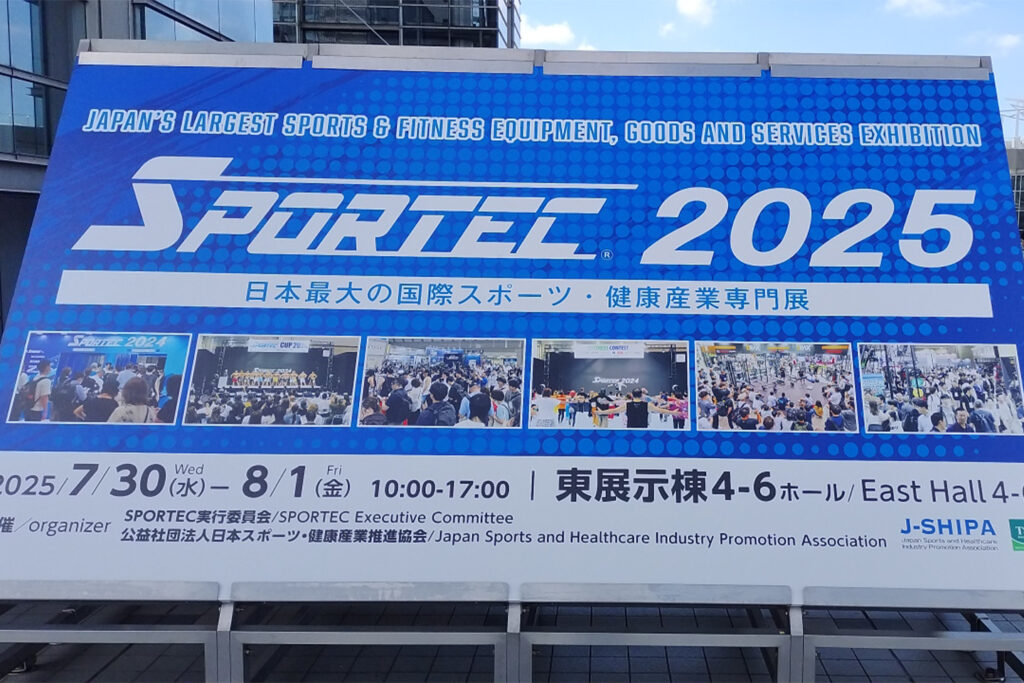 JAPAN'S LARGEST SPORTS & FITNESS EQUIPMENT, GOODS AND SERVICES EXHIBITION
SPORTEC® 2025
日本最大の国際スポーツ・健康産業専門展
SPORTEC 2024
SPORTEC CUP
SPORTEC 2024
2025/7/30 Wed (水) – 8/1 Fri (金) 10:00-17:00 | 東展示棟4-6ホール/East Hall 4-
催/organizer
SPORTEC実行委員会/SPORTEC Executive Committee
公益社団法人日本スポーツ・健康産業推進協会/Japan Sports and Healthcare Industry Promotion Association
J-SHIPA
Japan Sports and Healthcare
Industry Promotion Association